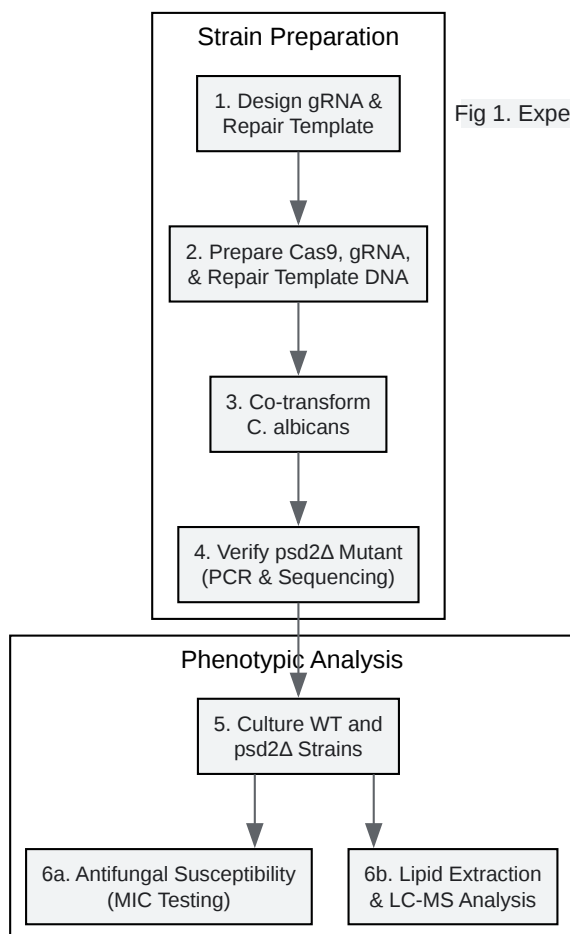 Strain Preparation
1. Design gRNA &
Repair Template
Fig 1. Expe
2. Prepare Cas9, gRNA,
& Repair Template DNA
3. Co-transform
C. albicans
4. Verify psd2Δ Mutant
(PCR & Sequencing)
Phenotypic Analysis
5. Culture WT and
psd2Δ Strains
6a. Antifungal Susceptibility
(MIC Testing)
6b. Lipid Extraction
& LC-MS Analysis